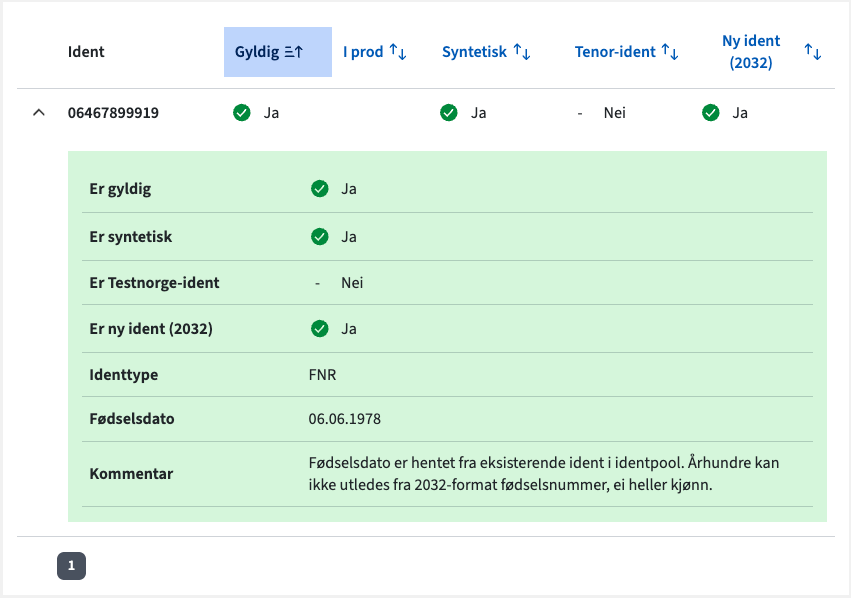 Ident Gyldig I prod Syntetisk Tenor-ident Ny ident
(2032)
06467899919 Ja Ja - Nei Ja
Er gyldig Ja
Er syntetisk Ja
Er Testnorge-ident - Nei
Er ny ident (2032) Ja
Identtype FNR
Fødselsdato 06.06.1978
Kommentar Fødselsdato er hentet fra eksisterende ident i identpool. Århundre kan
ikke utledes fra 2032-format fødselsnummer, ei heller kjønn.
1